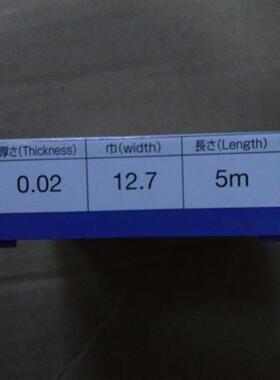 厚さ(Thickness) 巾(width) 長さ(Length)
0.02 12.7 5m